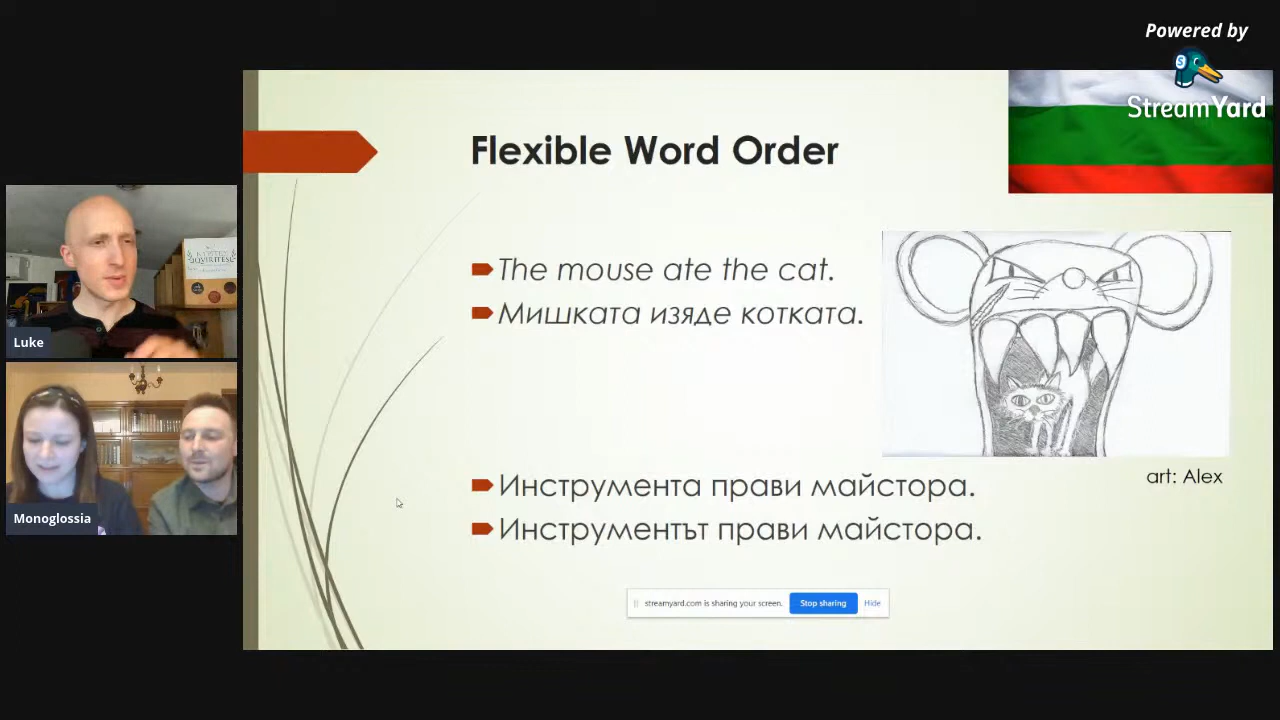 Powered by
StreamYard
Flexible Word Order
The mouse ate the cat.
Мишката изяде котката.
art: Alex
Инструмента прави майстора.
Инструментът прави майстора.
streamyard.com is sharing your screen.
Stop sharing
Hide
Luke
Monoglossia